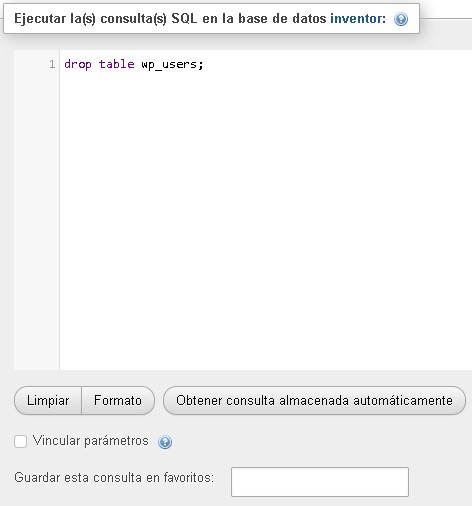 Ejecutar la(s) consulta(s) SQL en la base de datos inventor:
1 drop table wp_users;
Limpiar Formato Obtener consulta almacenada automáticamente
Vincular parámetros
Guardar esta consulta en favoritos: